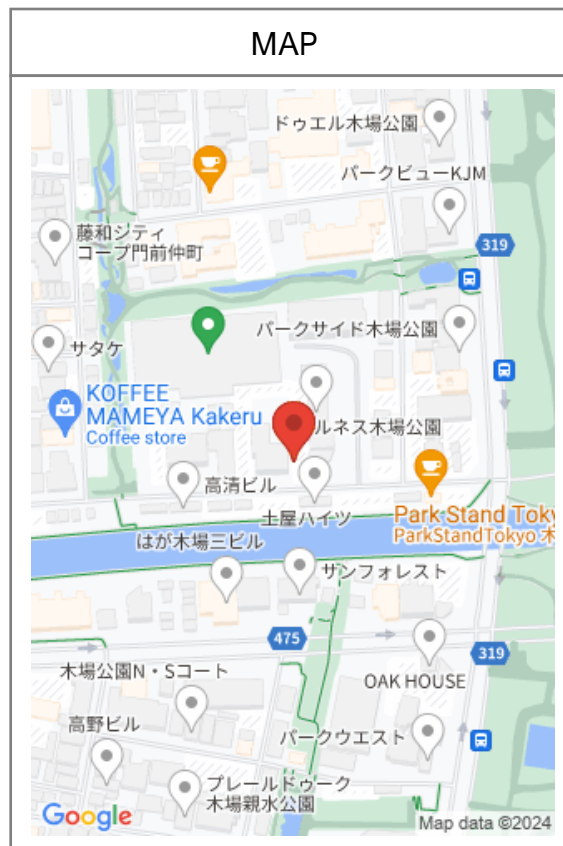 MAP
ドゥエル木場公園
パークビューKJM
藤和シティ
コープ門前仲町
319
パークサイド木場公園
サタケ
KOFFEE
MAMEYA Kakeru
Coffee store
ルネス木場公園
高清ビル
土屋ハイツ
Park Stand Toky
ParkStandTokyo 木
はが木場三ビル
サンフォレスト
475
319
木場公園N・Sコート
OAK HOUSE
高野ビル
パークウエスト
プレールドゥーク
木場親水公園
Google
Map data ©2024